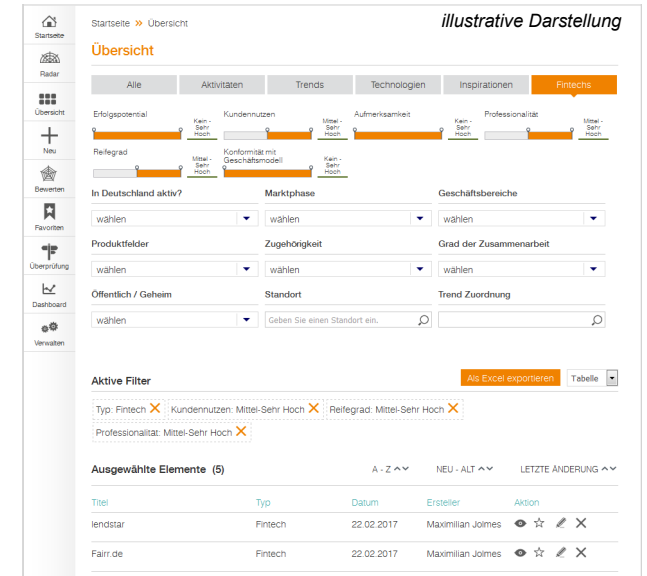 illustrative Darstellung
Startseite
Radar
Übersicht
Neu
Bewerten
Favoriten
Überprüfung
Dashboard
Verwalten
Startseite » Übersicht
Übersicht
Alle Aktivitäten Trends Technologien Inspirationen Fintechs
Erfolgspotential Kein - Sehr Hoch Kundennutzen Mittel - Sehr Hoch Aufmerksamkeit Kein - Sehr Hoch Professionalität Mittel - Sehr Hoch
Reifegrad Mittel - Sehr Hoch Konformität mit Geschäftsmodell Kein - Sehr Hoch
In Deutschland aktiv? Marktphase Geschäftsbereiche
wählen wählen wählen
Produktfelder Zugehörigkeit Grad der Zusammenarbeit
wählen wählen wählen
Öffentlich / Geheim Standort Trend Zuordnung
wählen Geben Sie einen Standort ein.
Aktive Filter Als Excel exportieren Tabelle
Typ: Fintech Kundennutzen: Mittel-Sehr Hoch Reifegrad: Mittel-Sehr Hoch
Professionalität: Mittel-Sehr Hoch
Ausgewählte Elemente (5) A - Z NEU - ALT LETZTE ÄNDERUNG
Titel Typ Datum Ersteller Aktion
lendstar Fintech 22.02.2017 Maximilian Jolmes
Fairr.de Fintech 22.02.2017 Maximilian Jolmes